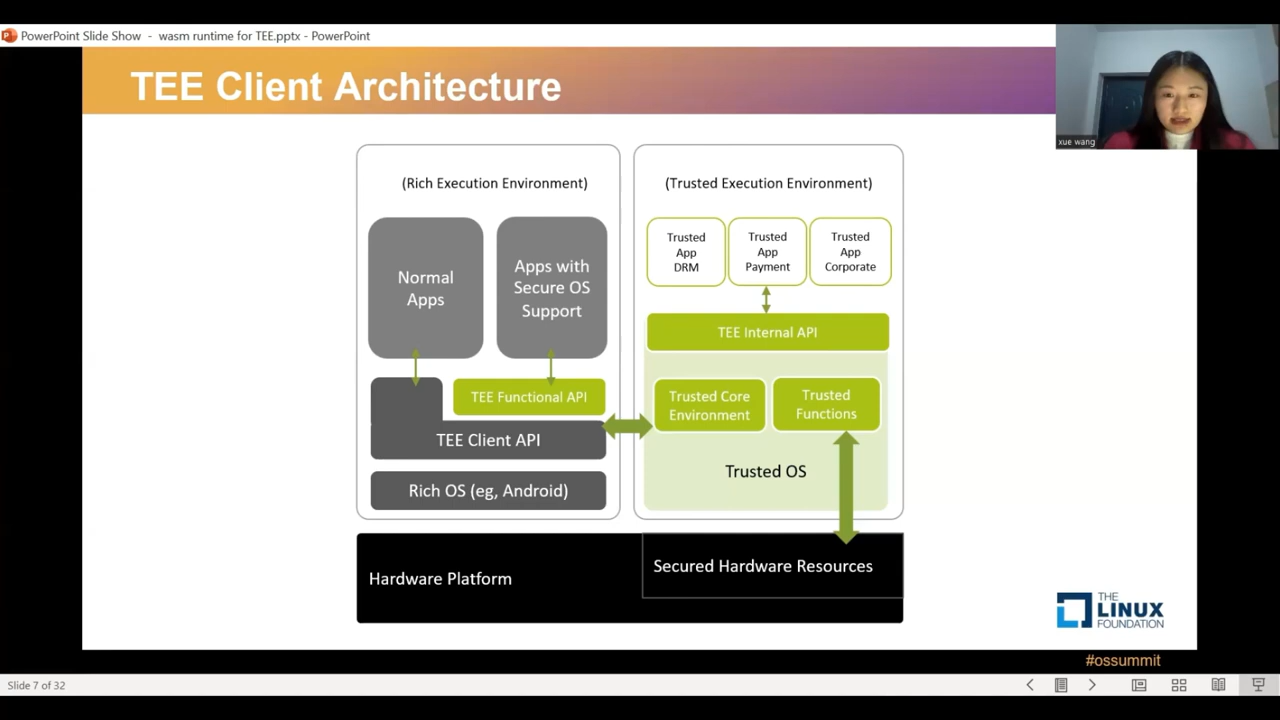 PowerPoint Slide Show - wasm runtime for TEE.pptx - PowerPoint
TEE Client Architecture
xue wang
(Rich Execution Environment)
Normal
Apps
Apps with
Secure OS
Support
TEE Functional API
TEE Client API
Rich OS (eg, Android)
(Trusted Execution Environment)
Trusted
App
DRM
Trusted
App
Payment
Trusted
App
Corporate
TEE Internal API
Trusted Core
Environment
Trusted
Functions
Trusted OS
Hardware Platform
Secured Hardware Resources
THE
LINUX
FOUNDATION
#ossummit
Slide 7 of 32